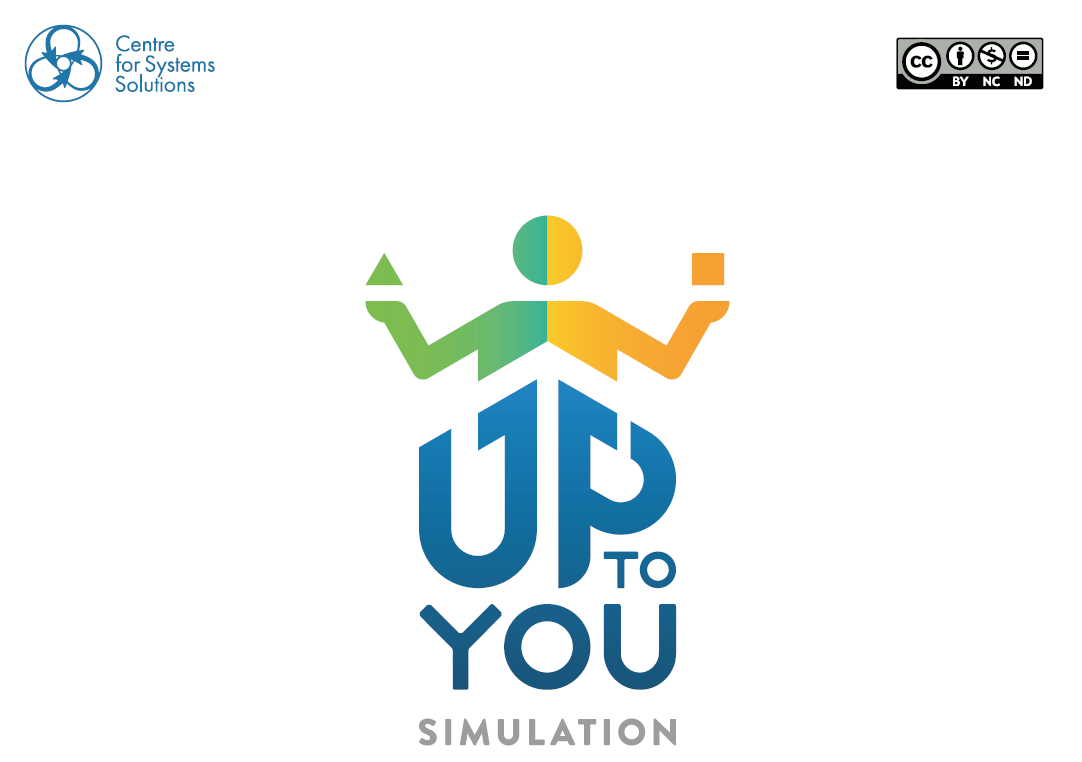 Centre
for Systems
Solutions
cc
BY NC ND
UP
TO
YOU
SIMULATION